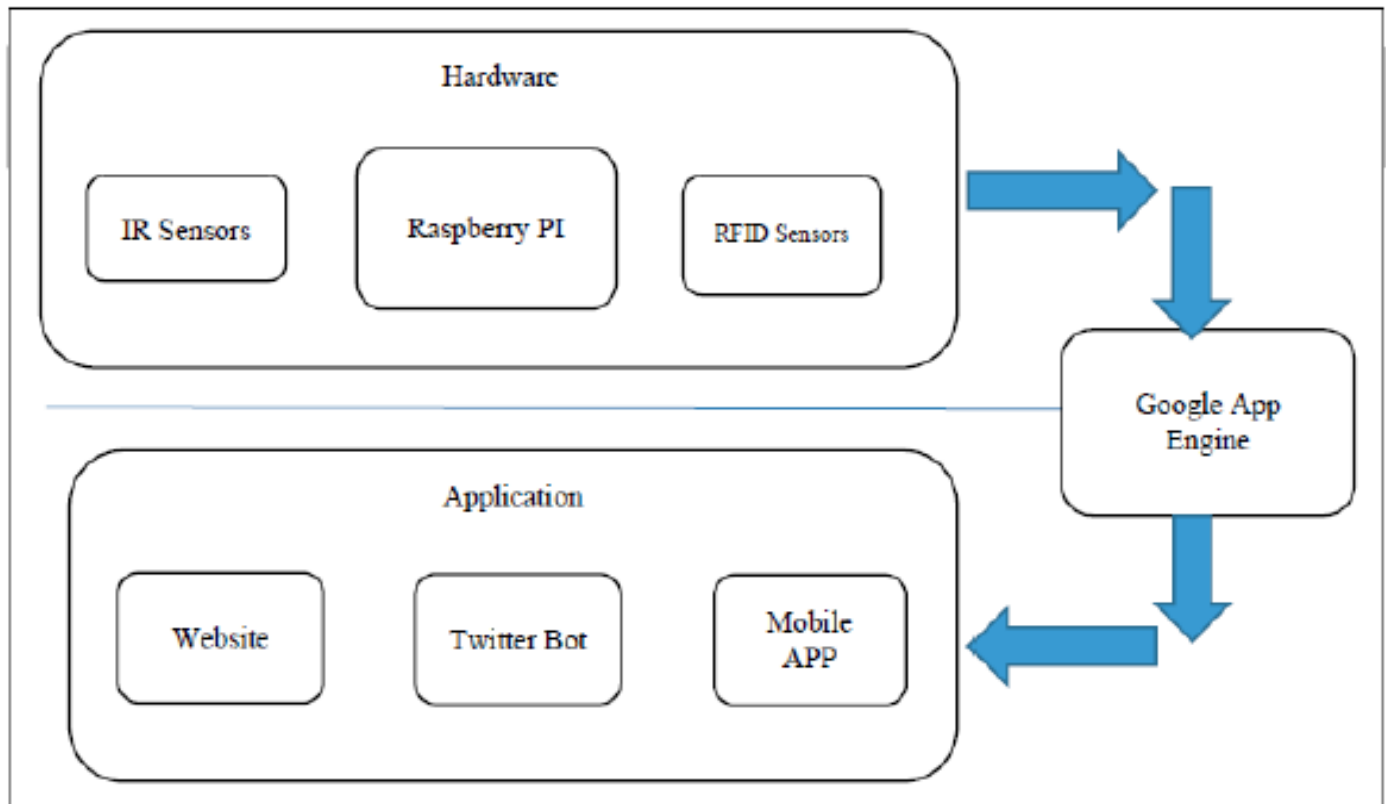 Hardware
IR Sensors
Raspberry PI
RFID Sensors
Google App
Engine
Application
Website
Twitter Bot
Mobile
APP